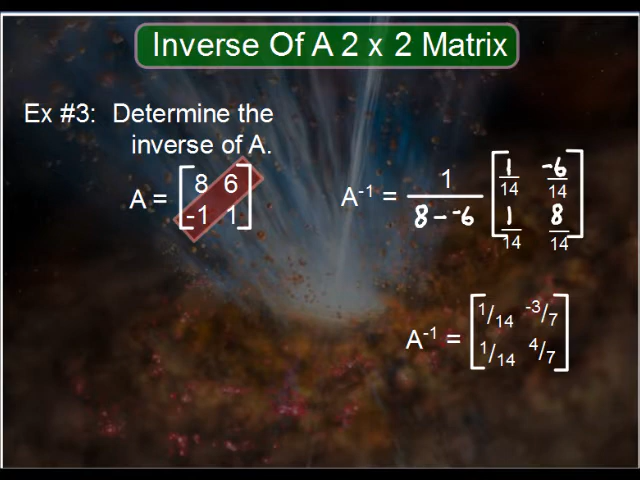 Inverse Of A 2 x 2 Matrix
Ex #3: Determine the
inverse of A.
A = [8 6
-1 1]
A⁻¹ = 1
8 - -6
[1/14 -6/14
1/14 8/14]
A⁻¹ = [1/14 -3/7
1/14 4/7]